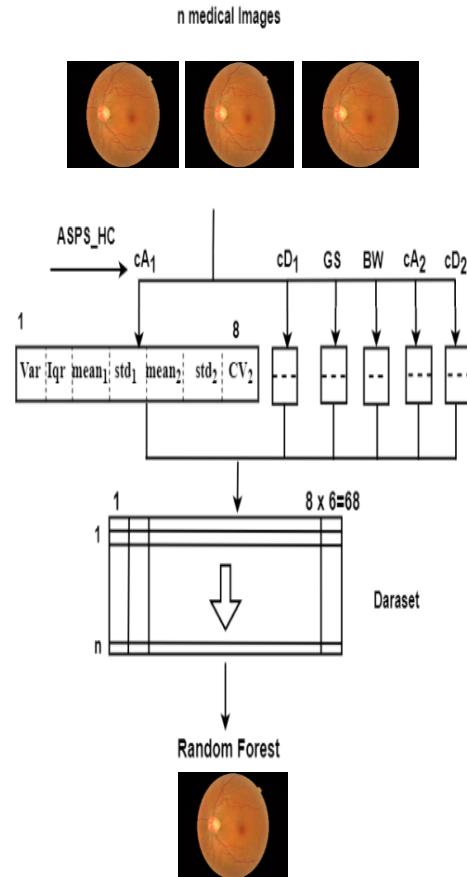 n medical Images
ASPS_HC
cA1 cD1 GS BW cA2 cD2
1 8
Var Iqr mean1 std1 mean2 std2 CV2
--- --- -- --- ---
1 8 x 6=68
1
Daraset
n
Random Forest